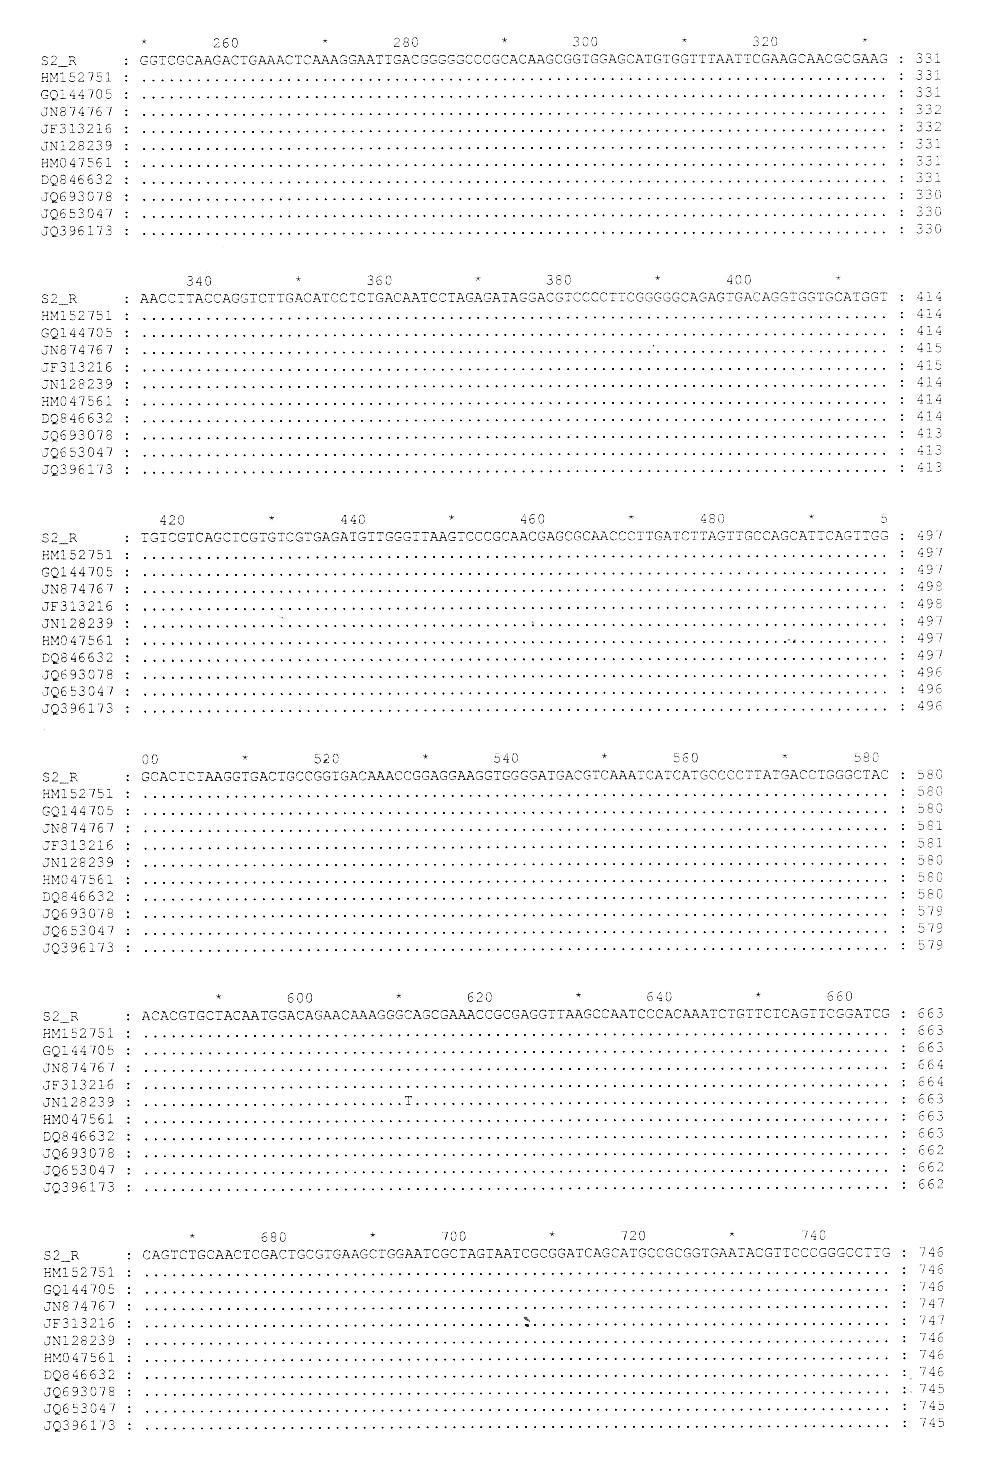 * 260 * 280 * 300 * 320 *
S2_R : GGTCGCAAGACTGAAACTCAAAGGAATTGACGGGGGCCCGCACAAGCGGTGGAGCATGTGGTTTAATTCGAAGCAACGCGAAG : 331
HM152751 : ................................................................................... : 331
GQ144705 : ................................................................................... : 331
JN874767 : ................................................................................... : 332
JF313216 : ................................................................................... : 332
JN128239 : ................................................................................... : 331
HM047561 : ................................................................................... : 331
DQ846632 : ................................................................................... : 331
JQ693078 : ................................................................................... : 330
JQ653047 : ................................................................................... : 330
JQ396173 : ................................................................................... : 330
340 * 360 * 380 * 400 *
S2_R : AACCTTACCAGGTCTTGACATCCTCTGACAATCCTAGAGATAGGACGTCCCCTTCGGGGGCAGAGTGACAGGTGGTGCATGGT : 414
HM152751 : ................................................................................... : 414
GQ144705 : ................................................................................... : 414
JN874767 : ................................................................................... : 415
JF313216 : ................................................................................... : 415
JN128239 : ................................................................................... : 414
HM047561 : ................................................................................... : 414
DQ846632 : ................................................................................... : 414
JQ693078 : ................................................................................... : 413
JQ653047 : ................................................................................... : 413
JQ396173 : ................................................................................... : 413
420 * 440 * 460 * 480 * 5
S2_R : TGTCGTCAGCTCGTGTCGTGAGATGTTGGGTTAAGTCCCGCAACGAGCGCAACCCTTGATCTTAGTTGCCAGCATTCAGTTGG : 497
HM152751 : ................................................................................... : 497
GQ144705 : ................................................................................... : 497
JN874767 : ................................................................................... : 498
JF313216 : ................................................................................... : 498
JN128239 : ................................................................................... : 497
HM047561 : ................................................................................... : 497
DQ846632 : ................................................................................... : 497
JQ693078 : ................................................................................... : 496
JQ653047 : ................................................................................... : 496
JQ396173 : ................................................................................... : 496
00 * 520 * 540 * 560 * 580
S2_R : GCACTCTAAGGTGACTGCCGGTGACAAACCGGAGGAAGGTGGGGATGACGTCAAATCATCATGCCCCTTATGACCTGGGCTAC : 580
HM152751 : ................................................................................... : 580
GQ144705 : ................................................................................... : 580
JN874767 : ................................................................................... : 581
JF313216 : ................................................................................... : 581
JN128239 : ................................................................................... : 580
HM047561 : ................................................................................... : 580
DQ846632 : ................................................................................... : 580
JQ693078 : ................................................................................... : 579
JQ653047 : ................................................................................... : 579
JQ396173 : ................................................................................... : 579
* 600 * 620 * 640 * 660
S2_R : ACACGTGCTACAATGGACAGAACAAAGGGCAGCGAAACCGCGAGGTTAAGCCAATCCCACAAATCTGTTCTCAGTTCGGATCG : 663
HM152751 : ................................................................................... : 663
GQ144705 : ................................................................................... : 663
JN874767 : ................................................................................... : 664
JF313216 : ................................................................................... : 664
JN128239 : .............................T..................................................... : 663
HM047561 : ................................................................................... : 663
DQ846632 : ................................................................................... : 663
JQ693078 : ................................................................................... : 662
JQ653047 : ................................................................................... : 662
JQ396173 : ................................................................................... : 662
* 680 * 700 * 720 * 740
S2_R : CAGTCTGCAACTCGACTGCGTGAAGCTGGAATCGCTAGTAATCGCGGATCAGCATGCCGCGGTGAATACGTTCCCGGGCCTTG : 746
HM152751 : ................................................................................... : 746
GQ144705 : ................................................................................... : 746
JN874767 : ................................................................................... : 747
JF313216 : ................................................................................... : 747
JN128239 : ................................................................................... : 746
HM047561 : ................................................................................... : 746
DQ846632 : ................................................................................... : 746
JQ693078 : ................................................................................... : 745
JQ653047 : ................................................................................... : 745
JQ396173 : ................................................................................... : 745